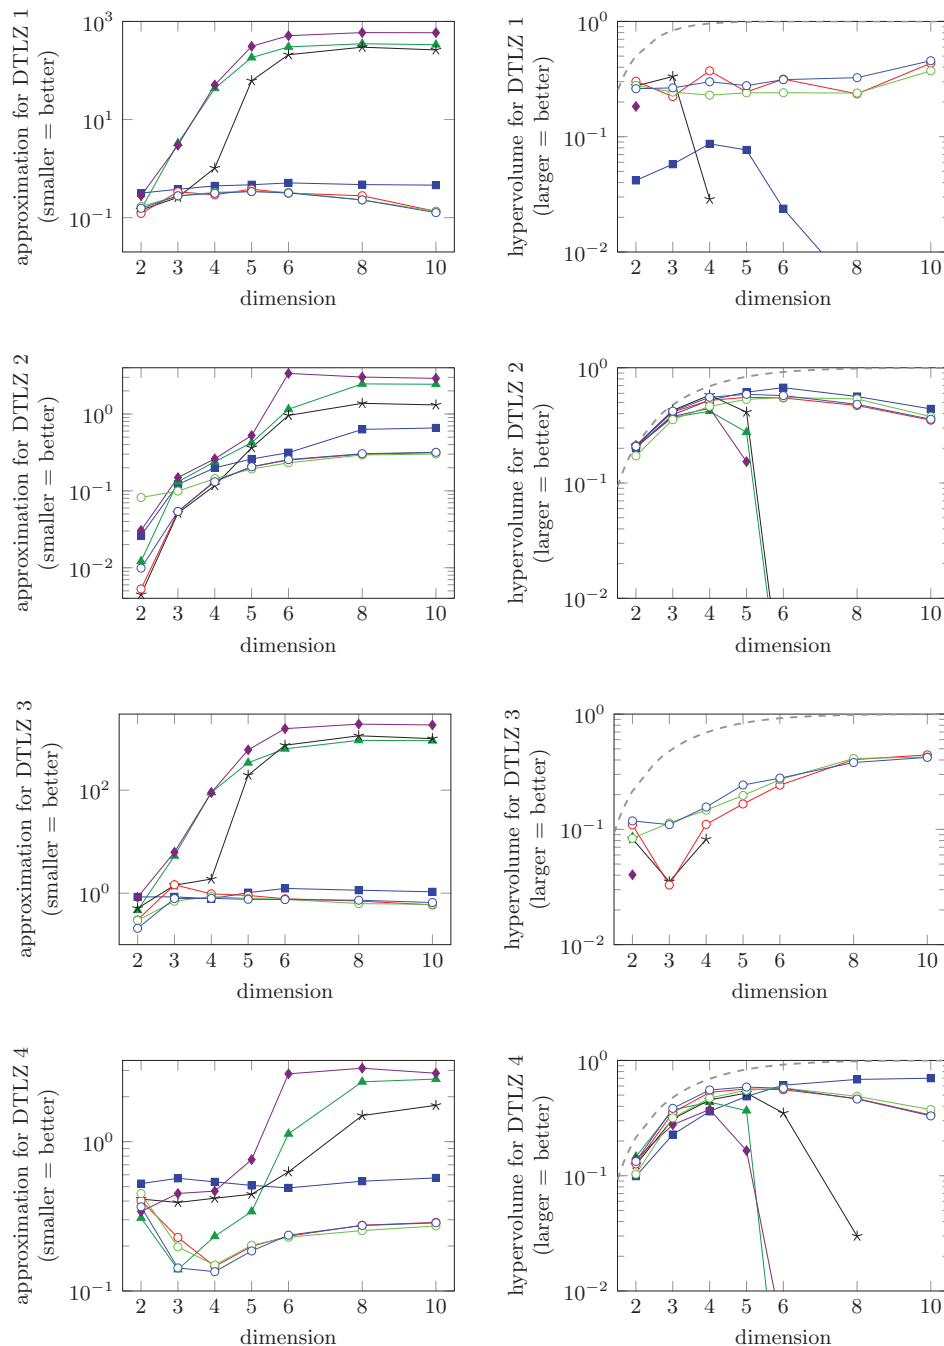 approximation for DTLZ 1
(smaller = better)
10^3
10^1
10^−1
2 3 4 5 6 8 10
dimension
hypervolume for DTLZ 1
(larger = better)
10^0
10^−1
10^−2
2 3 4 5 6 8 10
dimension
approximation for DTLZ 2
(smaller = better)
10^0
10^−1
10^−2
2 3 4 5 6 8 10
dimension
hypervolume for DTLZ 2
(larger = better)
10^0
10^−1
10^−2
2 3 4 5 6 8 10
dimension
approximation for DTLZ 3
(smaller = better)
10^2
10^0
2 3 4 5 6 8 10
dimension
hypervolume for DTLZ 3
(larger = better)
10^0
10^−1
10^−2
2 3 4 5 6 8 10
dimension
approximation for DTLZ 4
(smaller = better)
10^0
10^−1
2 3 4 5 6 8 10
dimension
hypervolume for DTLZ 4
(larger = better)
10^0
10^−1
10^−2
2 3 4 5 6 8 10
dimension